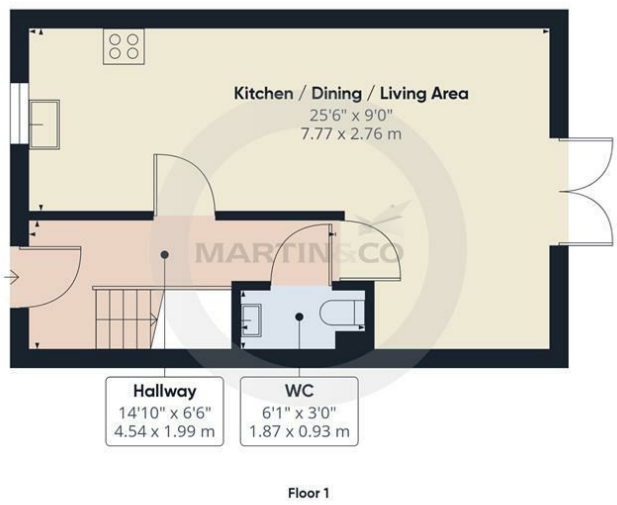 Kitchen / Dining / Living Area
25'6" x 9'0"
7.77 x 2.76 m
MARTIN&CO
Hallway
14'10" x 6'6"
4.54 x 1.99 m
WC
6'1" x 3'0"
1.87 x 0.93 m
Floor 1